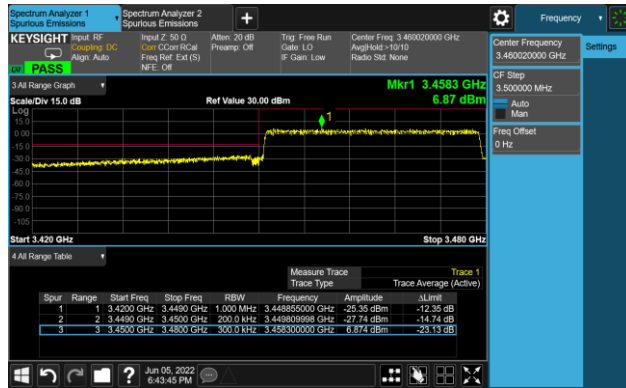 Spectrum Analyzer 1
Spurious Emissions
Spectrum Analyzer 2
Spurious Emissions
+
Frequency
KEYSIGHT
Input: RF
Coupling: DC
Align: Auto
Input Z: 50 Ω
Corr CCorr RCal
Freq Ref: Ext (S)
NFE: Off
Atten: 20 dB
Preamp: Off
Trig: Free Run
Gate: LO
IF Gain: Low
Center Freq: 3.460020000 GHz
Avg|Hold:>10/10
Radio Std: None
PASS
3 All Range Graph
Mkr1 3.4583 GHz
Scale/Div 15.0 dB
Ref Value 30.00 dBm
6.87 dBm
Log
15.0
0.00
-15.0
-30.0
-45.0
-60.0
-75.0
-90.0
-105
1
Start 3.420 GHz
Stop 3.480 GHz
4 All Range Table
Measure Trace Trace 1
Trace Type Trace Average (Active)
Spur Range Start Freq Stop Freq RBW Frequency Amplitude ΔLimit
1 1 3.4200 GHz 3.4490 GHz 1.000 MHz 3.448855000 GHz -25.35 dBm -12.35 dB
2 2 3.4490 GHz 3.4500 GHz 200.0 kHz 3.449809998 GHz -27.74 dBm -14.74 dB
3 3 3.4500 GHz 3.4800 GHz 300.0 kHz 3.458300000 GHz 6.874 dBm -23.13 dB
Center Frequency
3.460020000 GHz
Settings
CF Step
3.500000 MHz
Auto
Man
Freq Offset
0 Hz
?
Jun 05, 2022
6:43:45 PM